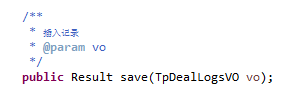 /**
 * 插入记录
 * @param vo
 */
public Result save(TpDealLogsVO vo);